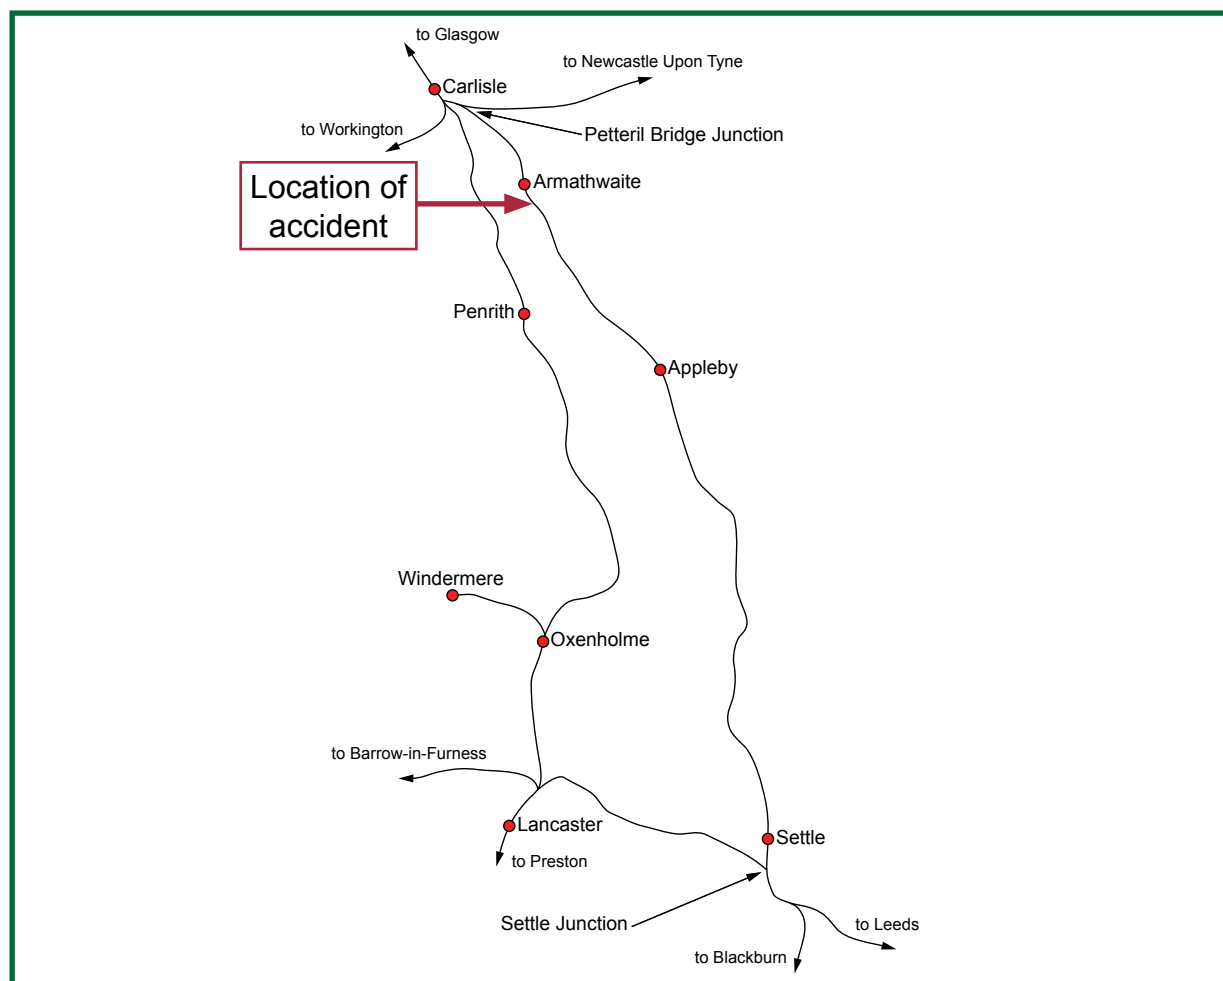 to Glasgow
to Newcastle Upon Tyne
Carlisle
to Workington
Petteril Bridge Junction
Location of
accident
Armathwaite
Penrith
Appleby
Windermere
Oxenholme
to Barrow-in-Furness
Lancaster
Settle
to Preston
Settle Junction
to Leeds
to Blackburn